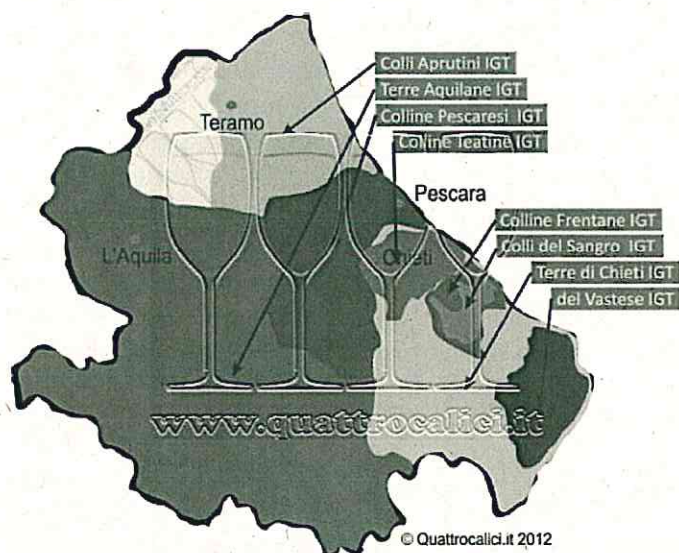 Colli Aprutini IGT
Terre Aquilane IGT
Teramo
Colline Pescaresi IGT
Colline Teatine IGT
Pescara
Colline Frentane IGT
L'Aquila
Chieti
Colli del Sangro IGT
Terre di Chieti IGT
del Vastese IGT
www.quattrocalici.it
© Quattrocalici.it 2012